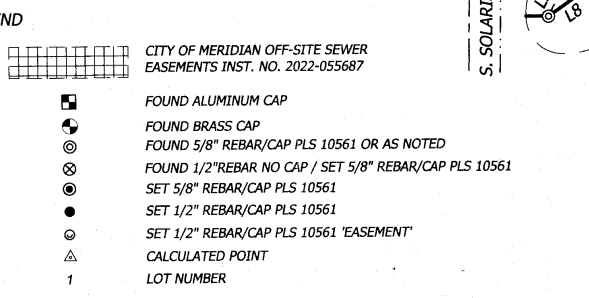 ND
CITY OF MERIDIAN OFF-SITE SEWER
EASEMENTS INST. NO. 2022-055687
FOUND ALUMINUM CAP
FOUND BRASS CAP
FOUND 5/8" REBAR/CAP PLS 10561 OR AS NOTED
FOUND 1/2"REBAR NO CAP / SET 5/8" REBAR/CAP PLS 10561
SET 5/8" REBAR/CAP PLS 10561
SET 1/2" REBAR/CAP PLS 10561
SET 1/2" REBAR/CAP PLS 10561 'EASEMENT'
CALCULATED POINT
1 LOT NUMBER
S. SOLARI
L8